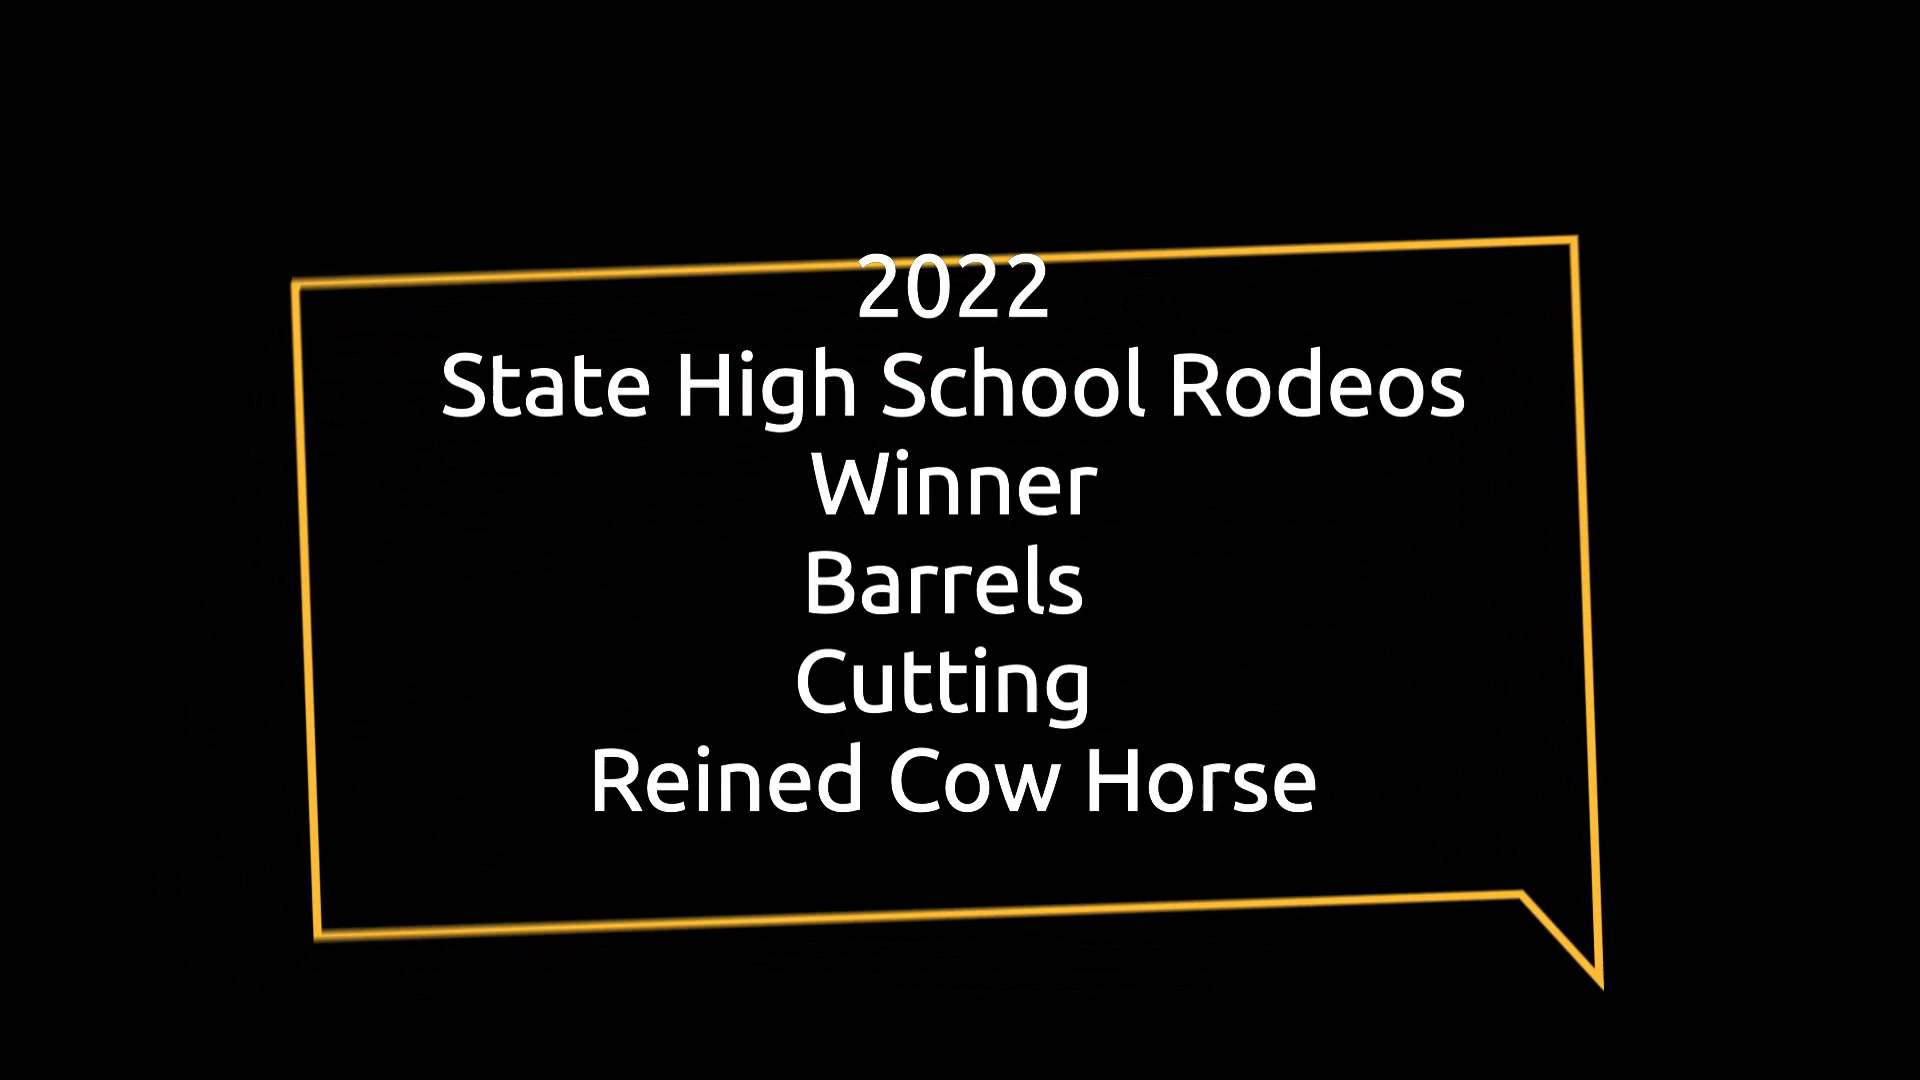 2022
State High School Rodeos
Winner
Barrels
Cutting
Reined Cow Horse